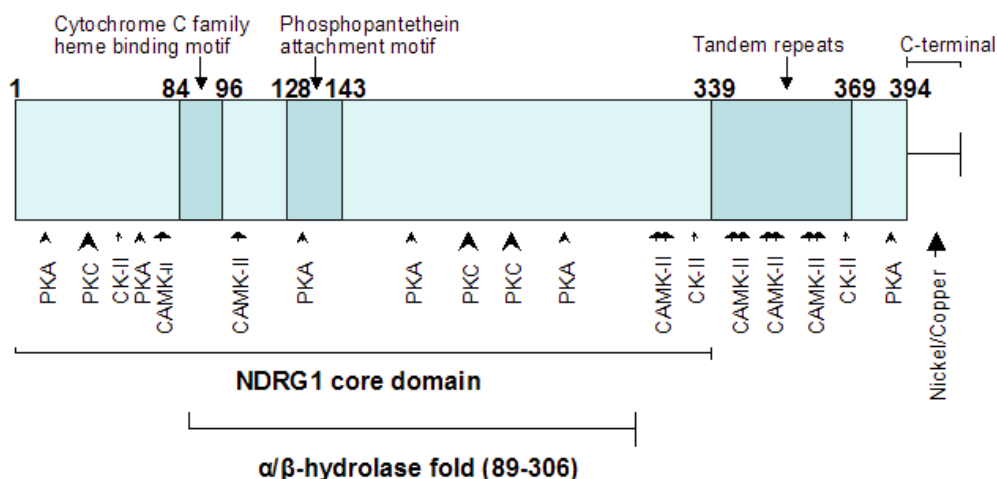 Cytochrome C family
heme binding motif
Phosphopantethein
attachment motif
Tandem repeats
C-terminal
1 84 96 128 143 339 369 394
PKA
PKC
CK-II
PKA
CAMK-II
CAMK-II
PKA
PKA
PKC
PKC
PKA
CAMK-II
CK-II
CAMK-II
CAMK-II
CAMK-II
CK-II
PKA
Nickel/Copper
NDRG1 core domain
α/β-hydrolase fold (89-306)